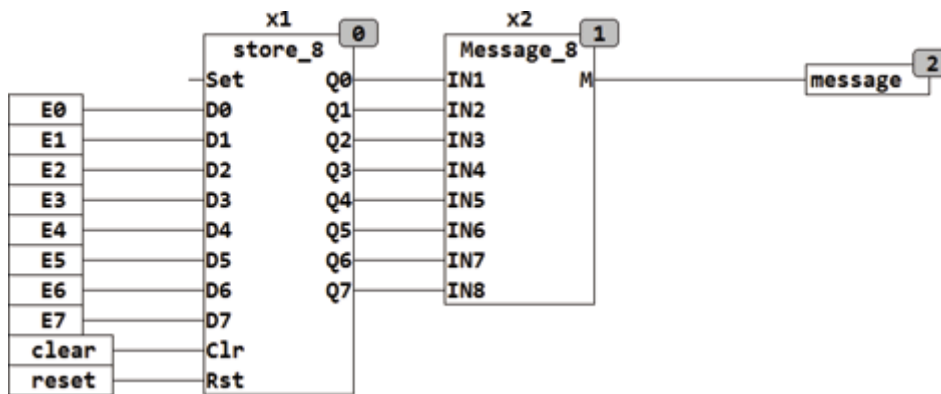 x1 x2
0 1
store_8 Message_8
2
Set Q0 IN1 M message
E0 D0 Q1 IN2
E1 D1 Q2 IN3
E2 D2 Q3 IN4
E3 D3 Q4 IN5
E4 D4 Q5 IN6
E5 D5 Q6 IN7
E6 D6 Q7 IN8
E7 D7
clear Clr
reset Rst